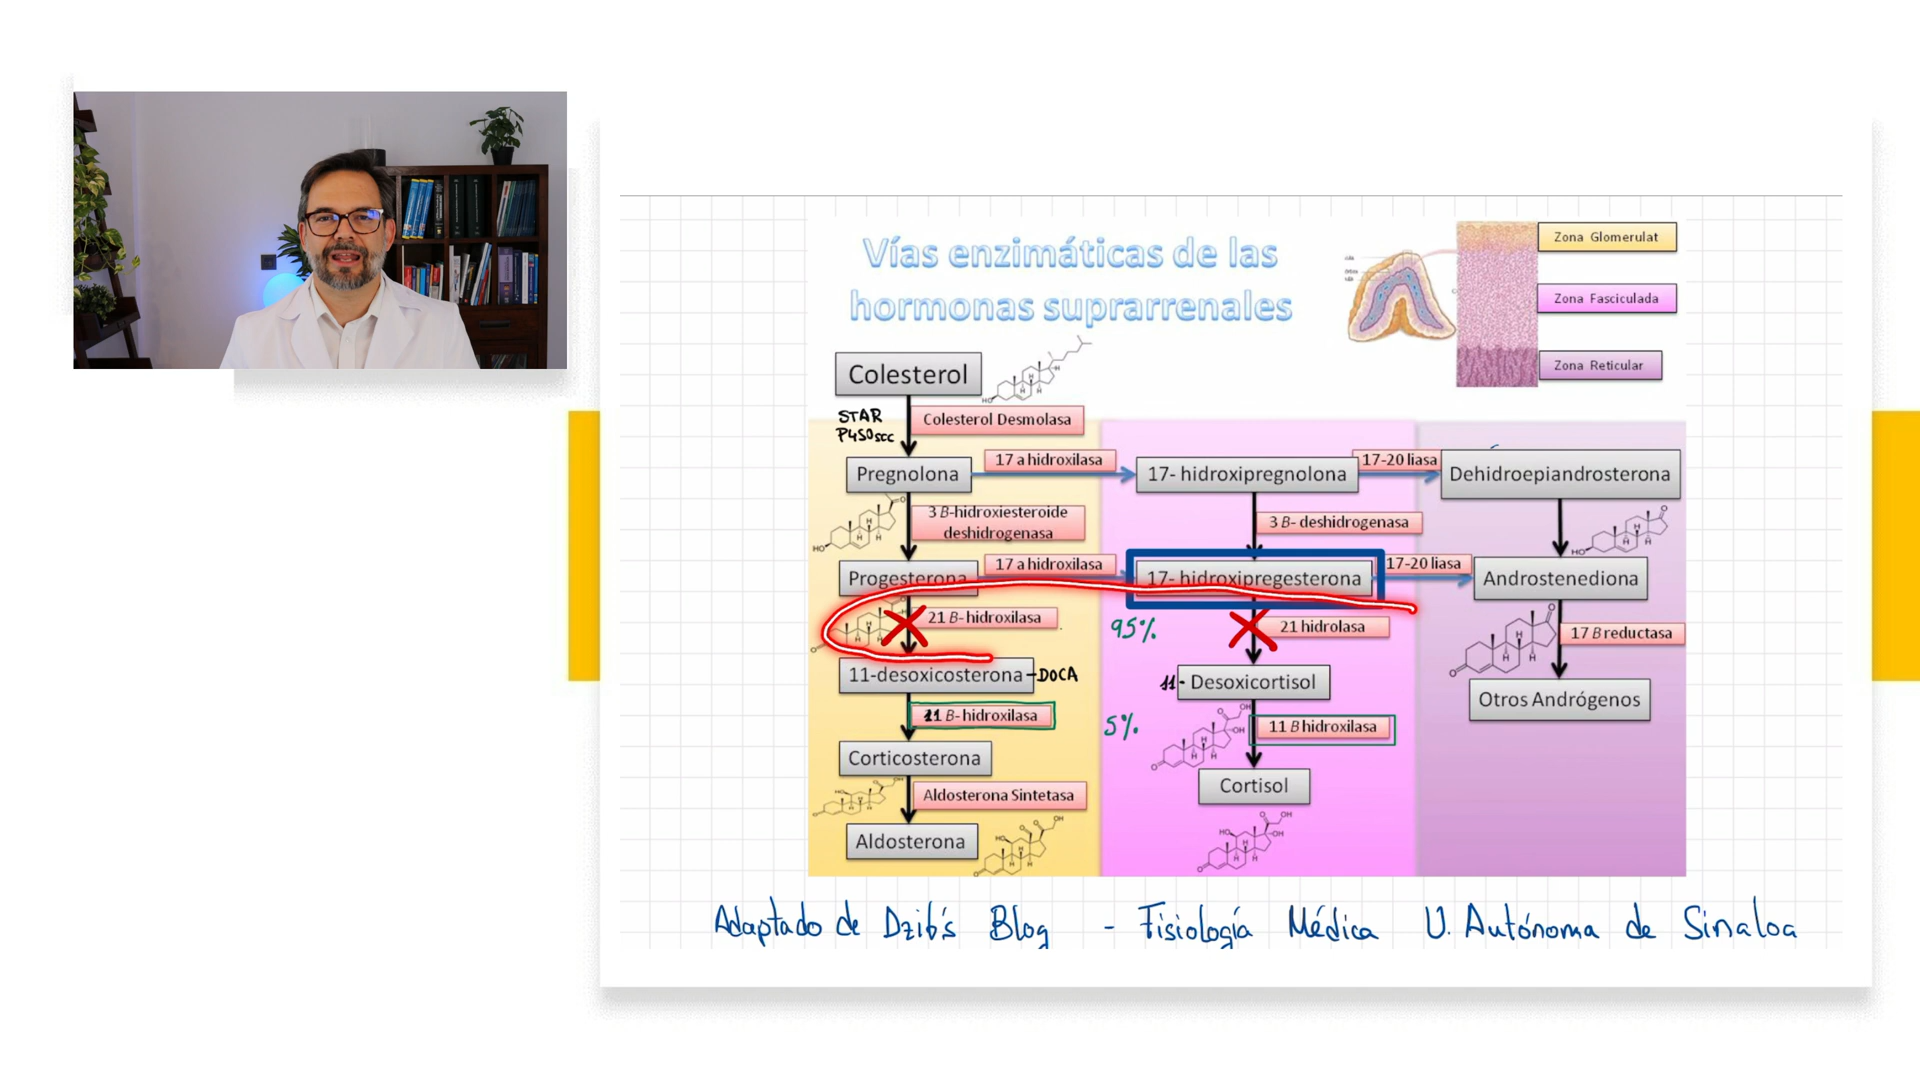 Vías enzimáticas de las
hormonas suprarrenales
Zona Glomerulat
Zona Fasciculada
Zona Reticular
Colesterol
STAR
P450scc
Colesterol Desmolasa
Pregnolona
17 a hidroxilasa
17- hidroxipregnolona
17-20 liasa
Dehidroepiandrosterona
3 B-hidroxiesteroide
deshidrogenasa
3 B- deshidrogenasa
Progesterona
17 a hidroxilasa
17- hidroxipregesterona
17-20 liasa
Androstenediona
21 B- hidroxilasa
95%
21 hidrolasa
17 B reductasa
11-desoxicosterona
-DOCA
11- Desoxicortisol
Otros Andrógenos
11 B- hidroxilasa
5%
11 B hidroxilasa
Corticosterona
Cortisol
Aldosterona Sintetasa
Aldosterona
Adaptado de Dzib's Blog - Fisiología Médica U. Autónoma de Sinaloa